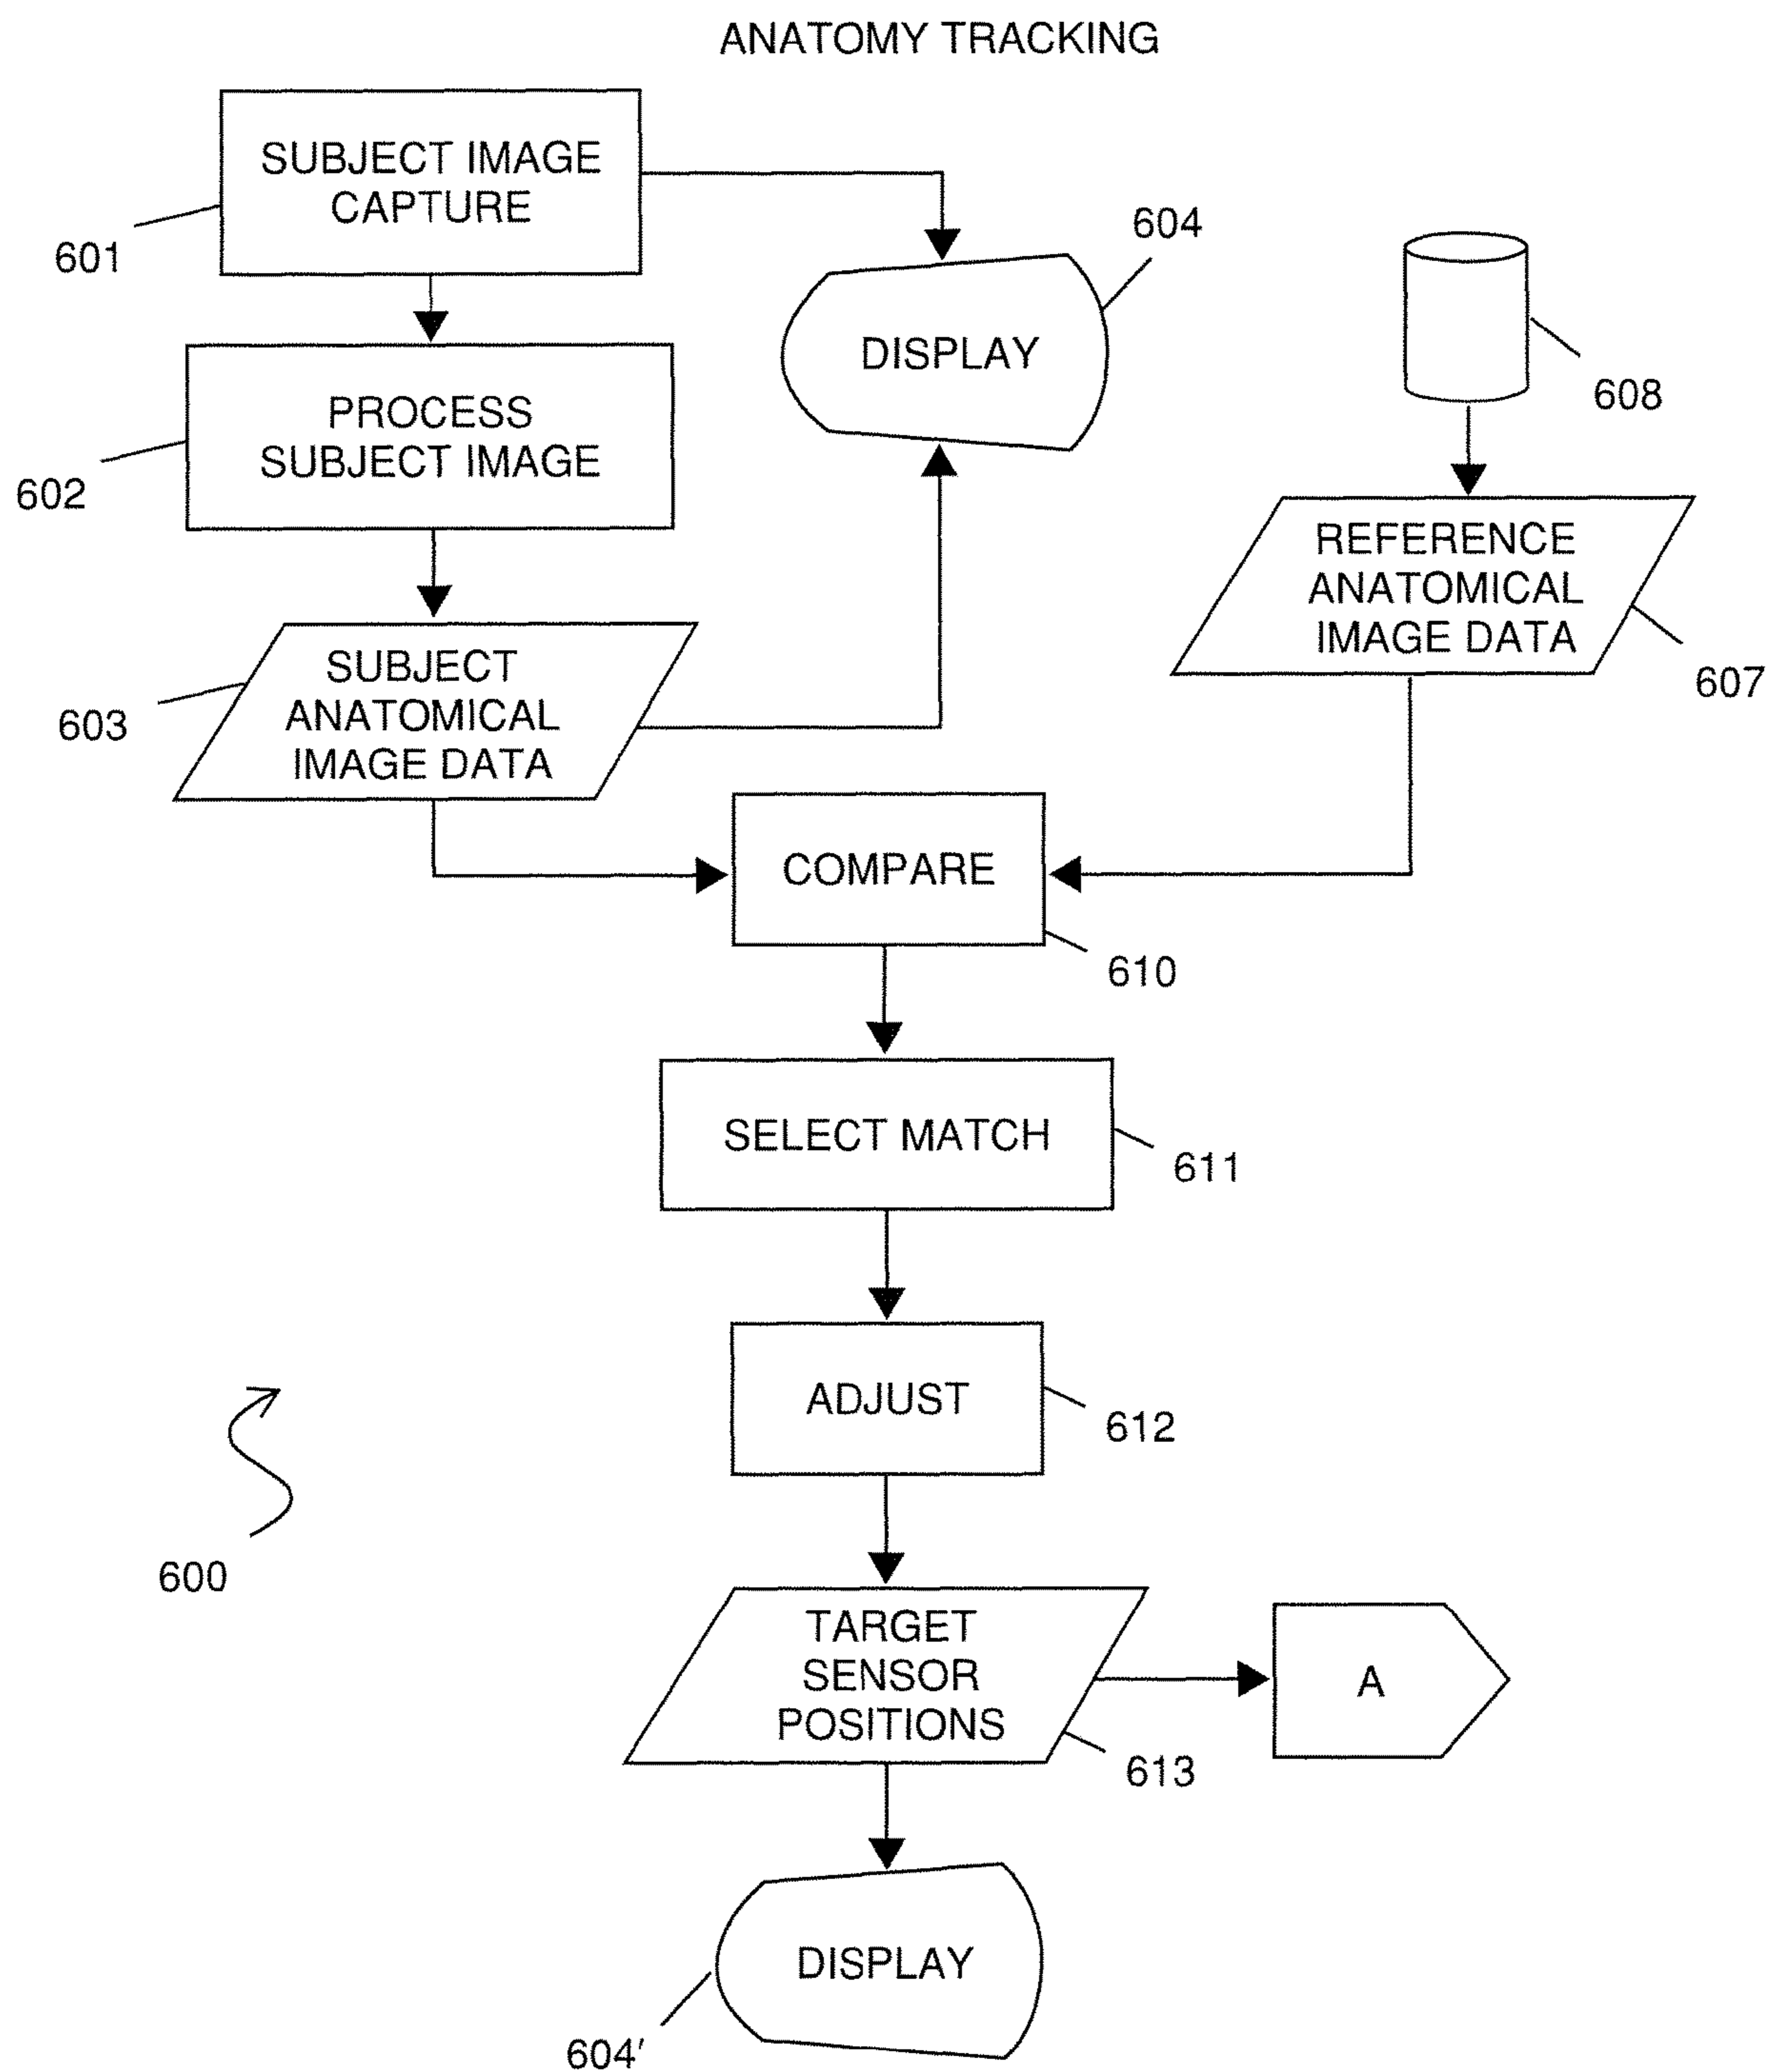 ANATOMY TRACKING
SUBJECT IMAGE
CAPTURE
601
604
DISPLAY
608
PROCESS
SUBJECT IMAGE
602
REFERENCE
ANATOMICAL
IMAGE DATA
607
SUBJECT
ANATOMICAL
IMAGE DATA
603
COMPARE
610
SELECT MATCH
611
ADJUST
612
600
TARGET
SENSOR
POSITIONS
613
A
DISPLAY
604'